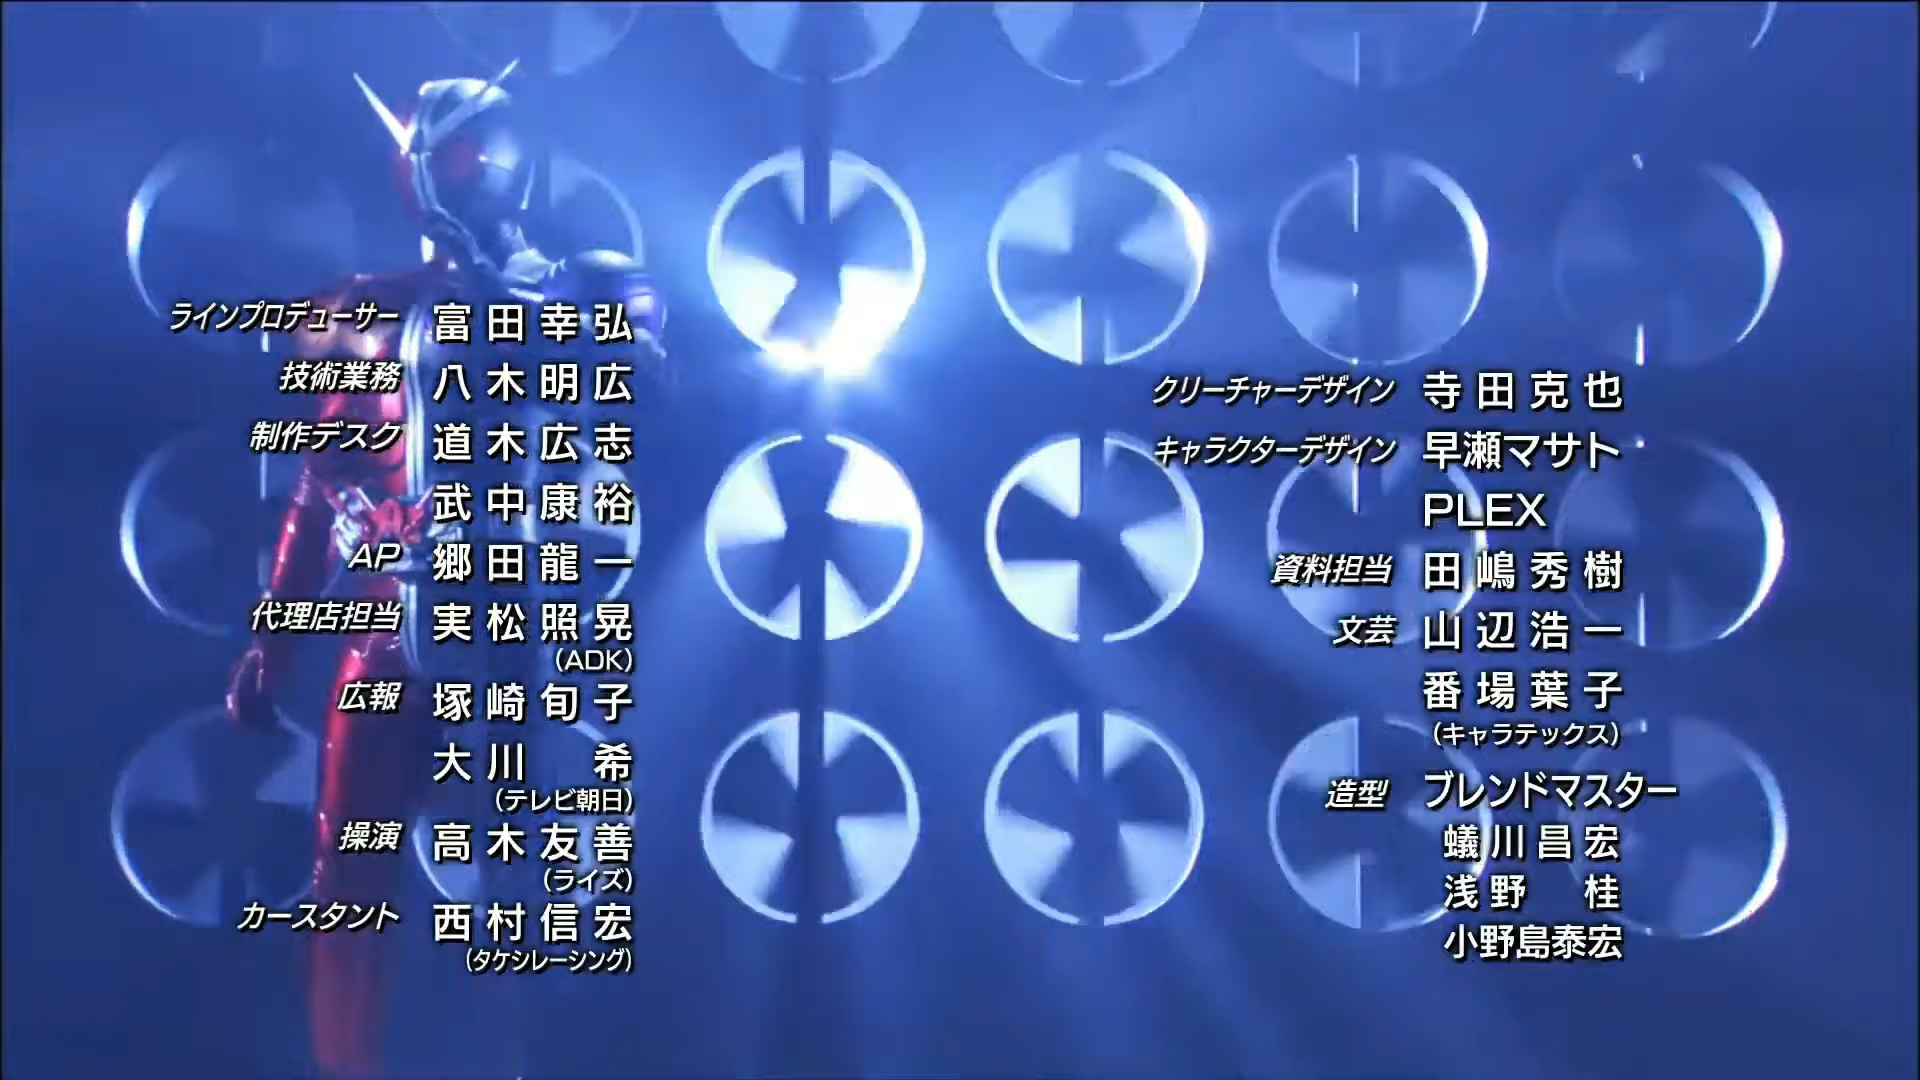 ラインプロデューサー 富田幸弘
技術業務 八木明広
制作デスク 道木広志
武中康裕
AP 郷田龍一
代理店担当 実松照晃
(ADK)
広報 塚崎旬子
大川 希
(テレビ朝日)
操演 高木友善
(ライズ)
カースタント 西村信宏
(タケシレーシング)
クリーチャーデザイン 寺田克也
キャラクターデザイン 早瀬マサト
PLEX
資料担当 田嶋秀樹
文芸 山辺浩一
番場葉子
(キャラテックス)
造型 ブレンドマスター
蟻川昌宏
浅野 桂
小野島泰宏